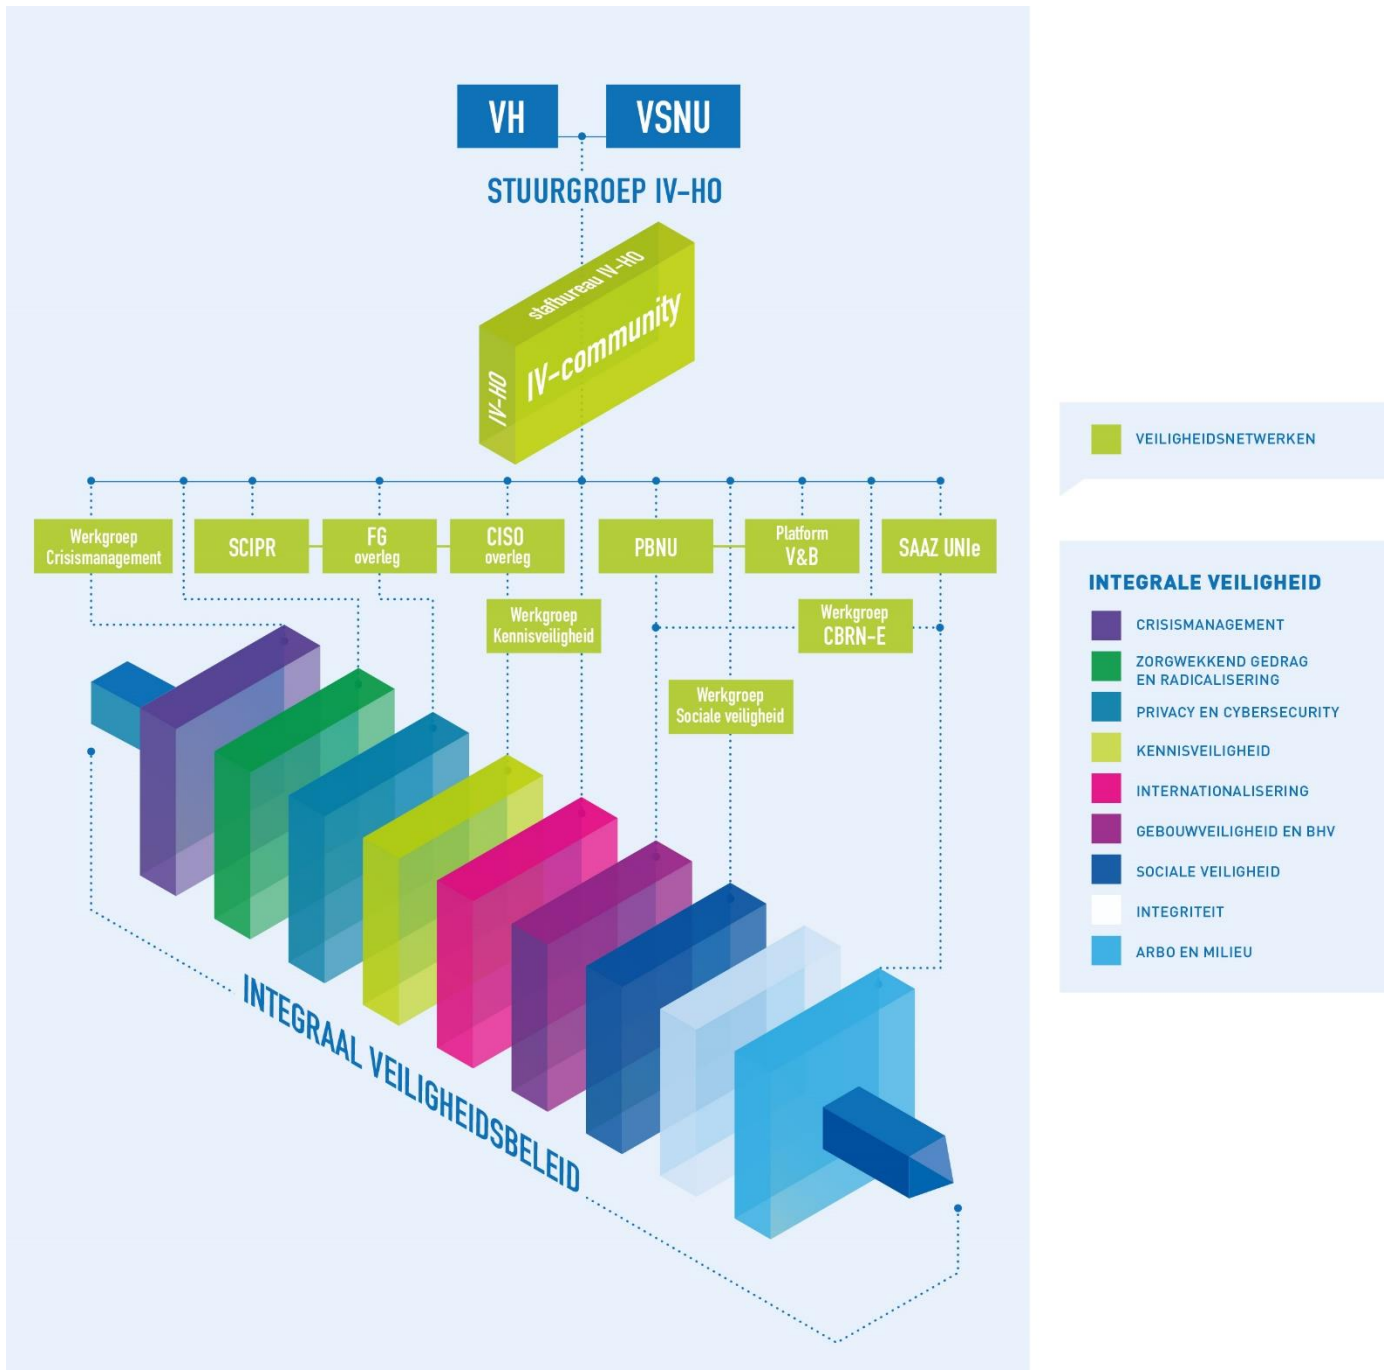 VH
VSNU
STUURGROEP IV-HO
stafbureau IV-HO
IV-HO
IV-community
Werkgroep
Crisismanagement
SCIPR
FG
overleg
CISO
overleg
PBNU
Platform
V&B
SAAZ UNIe
Werkgroep
Kennisveiligheid
Werkgroep
CBRN-E
Werkgroep
Sociale veiligheid
INTEGRAAL VEILIGHEIDSBELEID
VEILIGHEIDSNETWERKEN
INTEGRALE VEILIGHEID
CRISISMANAGEMENT
ZORGWEKKEND GEDRAG
EN RADICALISERING
PRIVACY EN CYBERSECURITY
KENNISVEILIGHEID
INTERNATIONALISERING
GEBOUWVEILIGHEID EN BHV
SOCIALE VEILIGHEID
INTEGRITEIT
ARBO EN MILIEU